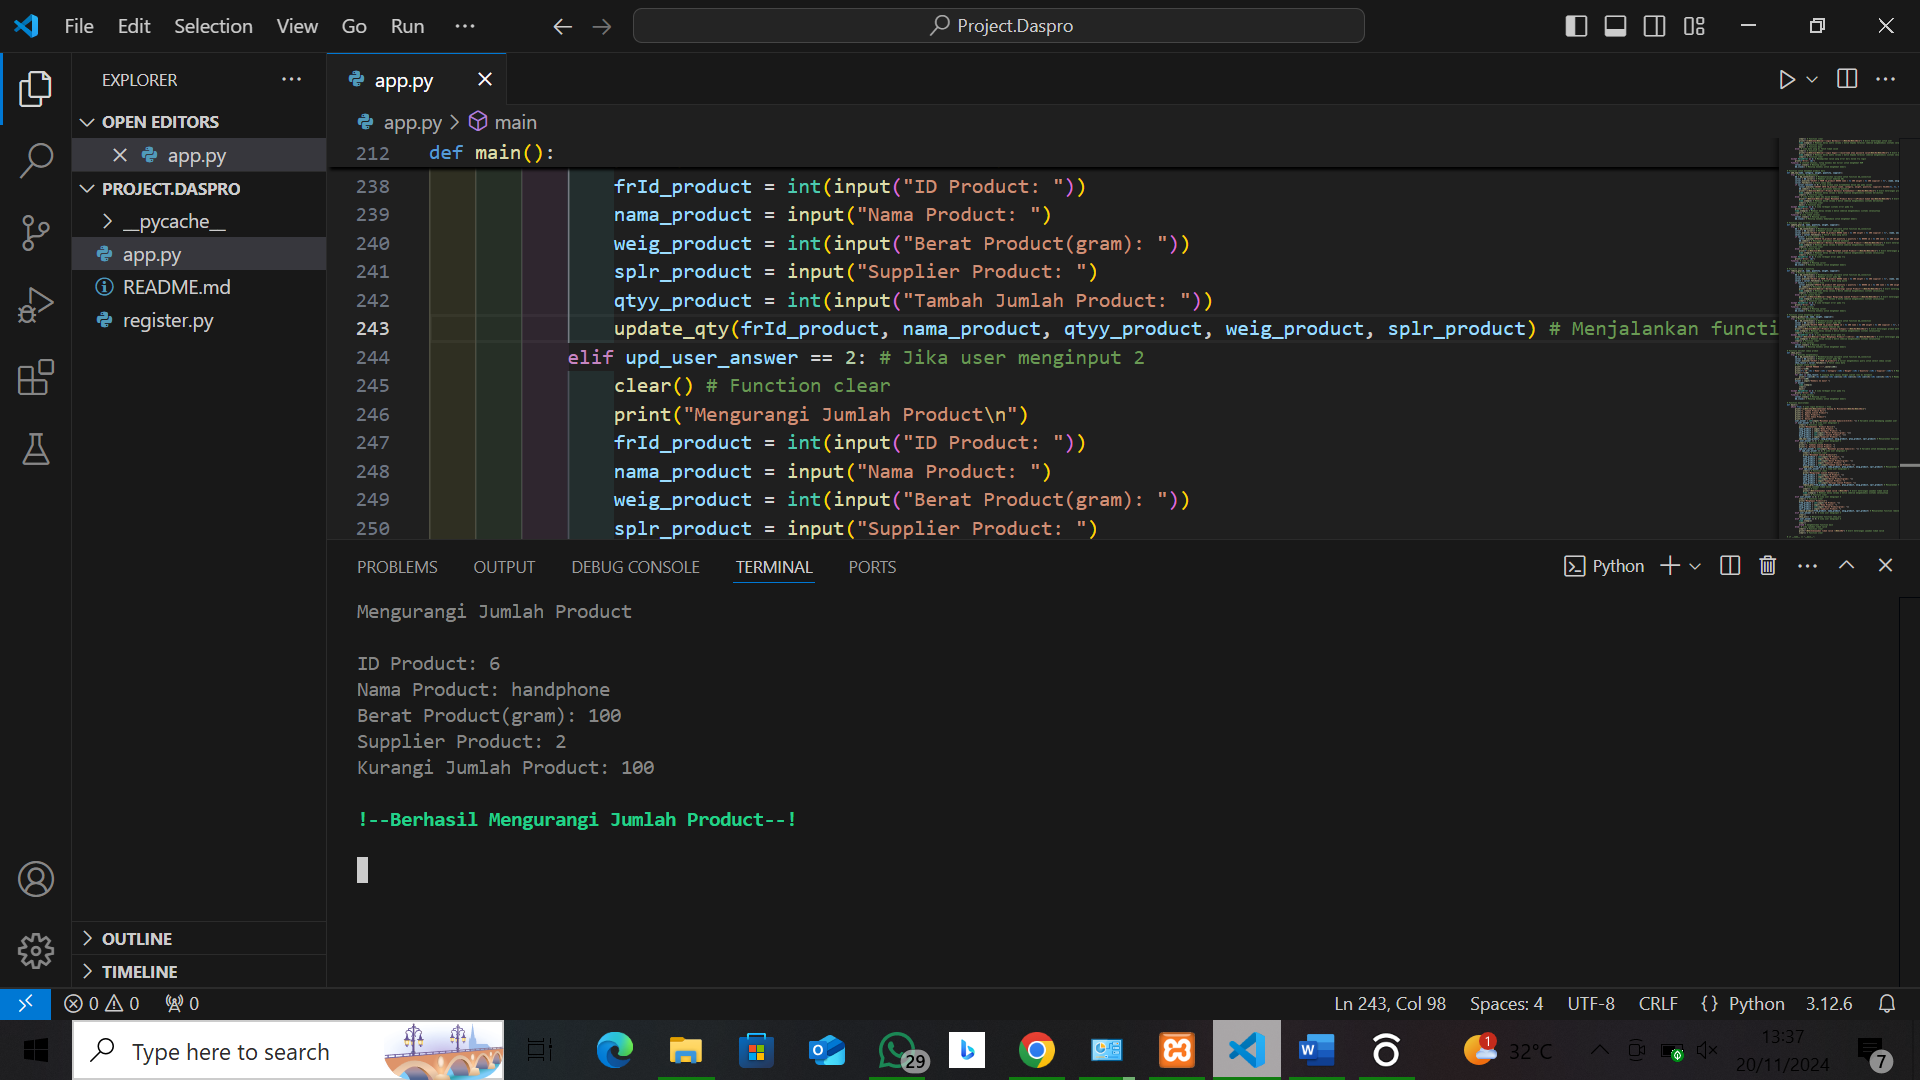 File Edit Selection View Go Run ···
Project.Daspro
EXPLORER
OPEN EDITORS
app.py
PROJECT.DASPRO
__pycache__
app.py
README.md
register.py
OUTLINE
TIMELINE
app.py
app.py > main
212 def main():
238 frId_product = int(input("ID Product: "))
239 nama_product = input("Nama Product: ")
240 weig_product = int(input("Berat Product(gram): "))
241 splr_product = input("Supplier Product: ")
242 qtyy_product = int(input("Tambah Jumlah Product: "))
243 update_qty(frId_product, nama_product, qtyy_product, weig_product, splr_product) # Menjalankan functi
244 elif upd_user_answer == 2: # Jika user menginput 2
245 clear() # Function clear
246 print("Mengurangi Jumlah Product\n")
247 frId_product = int(input("ID Product: "))
248 nama_product = input("Nama Product: ")
249 weig_product = int(input("Berat Product(gram): "))
250 splr_product = input("Supplier Product: ")
PROBLEMS OUTPUT DEBUG CONSOLE TERMINAL PORTS
Python
Mengurangi Jumlah Product
ID Product: 6
Nama Product: handphone
Berat Product(gram): 100
Supplier Product: 2
Kurangi Jumlah Product: 100
!--Berhasil Mengurangi Jumlah Product--!
0 0 0
Ln 243, Col 98 Spaces: 4 UTF-8 CRLF {} Python 3.12.6
Type here to search
29
1
32°C
13:37
20/11/2024
7